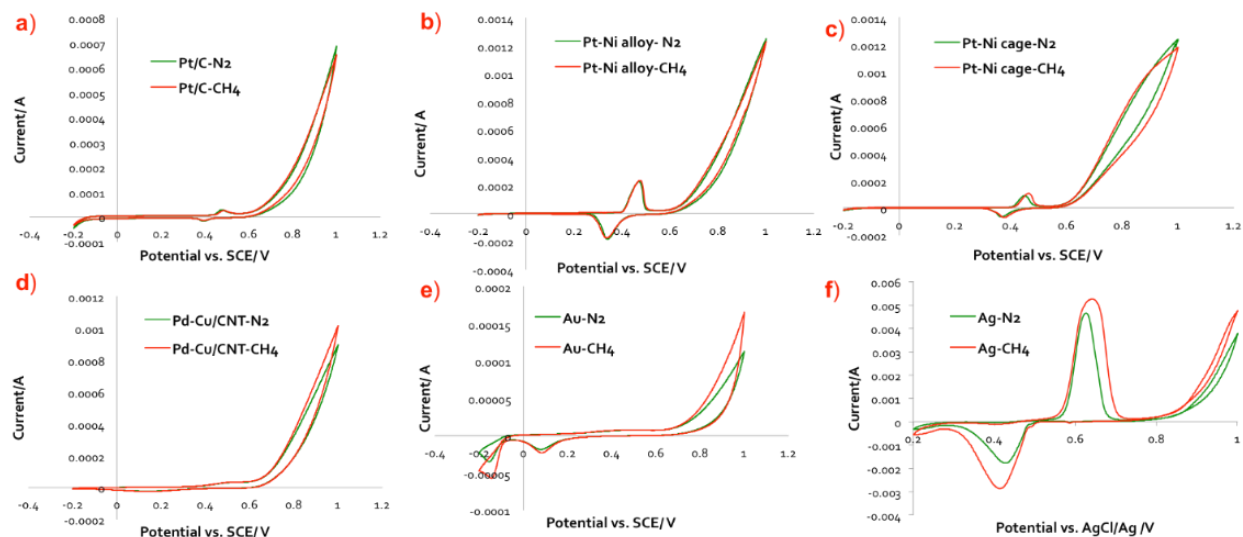 a)
0.0008
0.0007
0.0006
0.0005
0.0004
0.0003
0.0002
0.0001
0
-0.0001
-0.4 -0.2 0 0.2 0.4 0.6 0.8 1 1.2
Current/ A
Potential vs. SCE/ V
Pt/C-N2
Pt/C-CH4
b)
0.0014
0.0012
0.001
0.0008
0.0006
0.0004
0.0002
0
-0.0002
-0.0004
-0.4 -0.2 0 0.2 0.4 0.6 0.8 1 1.2
Current/ A
Potential vs. SCE/ V
Pt-Ni alloy- N2
Pt-Ni alloy-CH4
c)
0.0014
0.0012
0.001
0.0008
0.0006
0.0004
0.0002
0
-0.0002
-0.2 0 0.2 0.4 0.6 0.8 1 1.2
Current/ A
Potential vs. SCE/ V
Pt-Ni cage-N2
Pt-Ni cage-CH4
d)
0.0012
0.001
0.0008
0.0006
0.0004
0.0002
0
-0.0002
-0.4 -0.2 0 0.2 0.4 0.6 0.8 1 1.2
Current/A
Potential vs. SCE/ V
Pd-Cu/CNT-N2
Pd-Cu/CNT-CH4
e)
0.0002
0.00015
0.0001
0.00005
0
-0.00005
-0.0001
-0.4 -0.2 0 0.2 0.4 0.6 0.8 1 1.2
Current/ A
Potential vs. SCE/ V
Au-N2
Au-CH4
f)
0.006
0.005
0.004
0.003
0.002
0.001
0
-0.001
-0.002
-0.003
-0.004
0.2 0.4 0.6 0.8 1
Current/ A
Potential vs. AgCl/Ag /V
Ag-N2
Ag-CH4